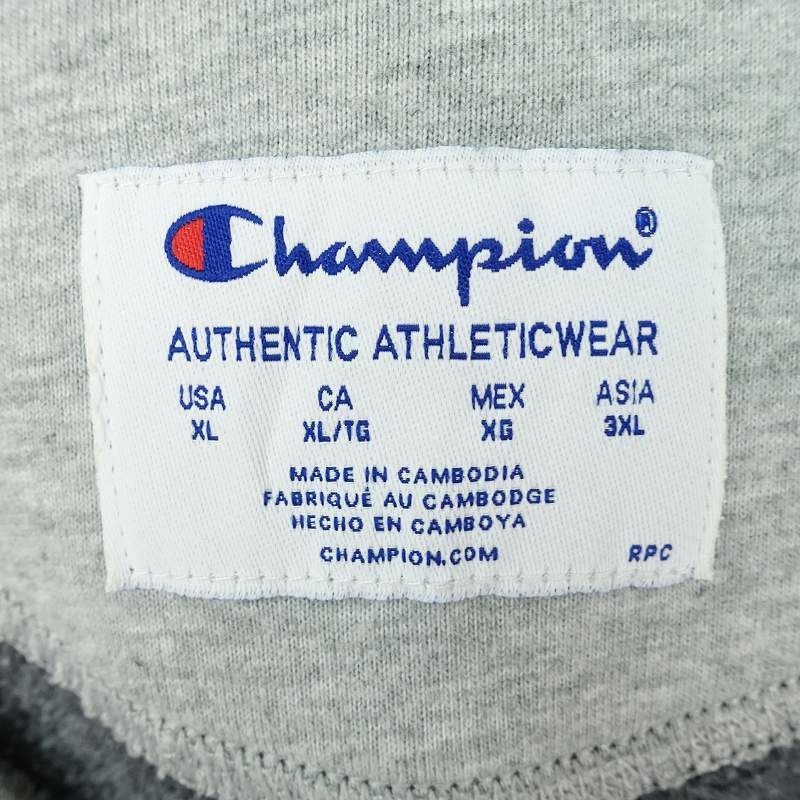 Champion®
AUTHENTIC ATHLETICWEAR
USA CA MEX ASIA
XL XL/TG XG 3XL
MADE IN CAMBODIA
FABRIQUÉ AU CAMBODGE
HECHO EN CAMBOYA
CHAMPION.COM RPC